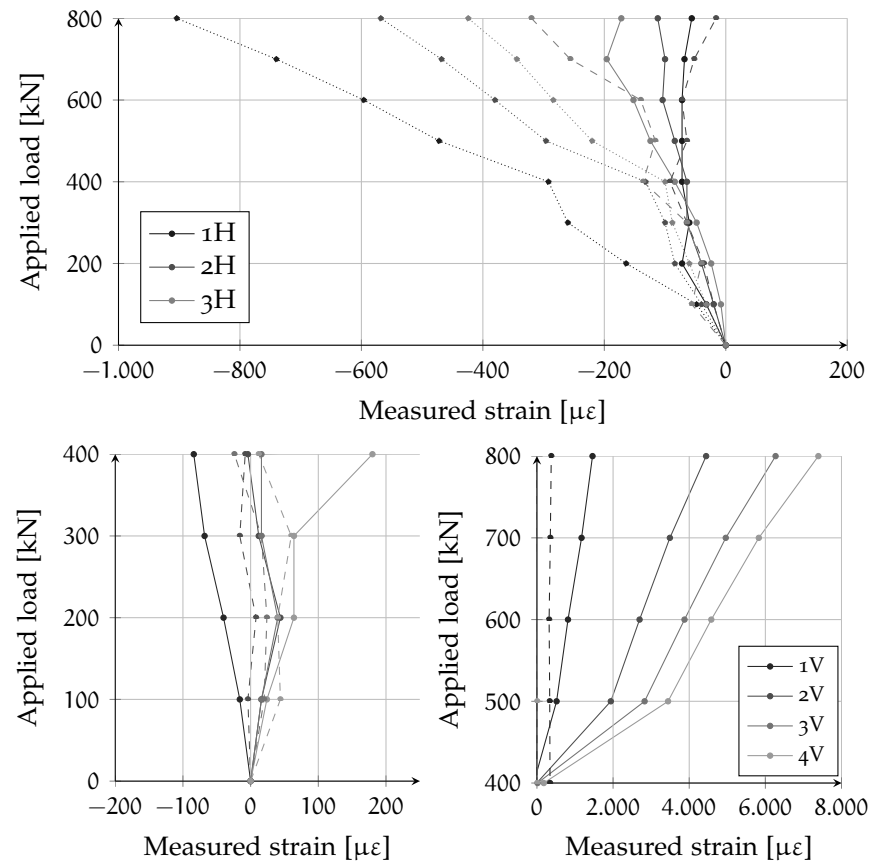 800
600
400
200
0
Applied load [kN]
1H
2H
3H
−1.000 −800 −600 −400 −200 0 200
Measured strain [με]
400
300
200
100
0
Applied load [kN]
−200 −100 0 100 200
Measured strain [με]
800
700
600
500
400
Applied load [kN]
1V
2V
3V
4V
0 2.000 4.000 6.000 8.000
Measured strain [με]